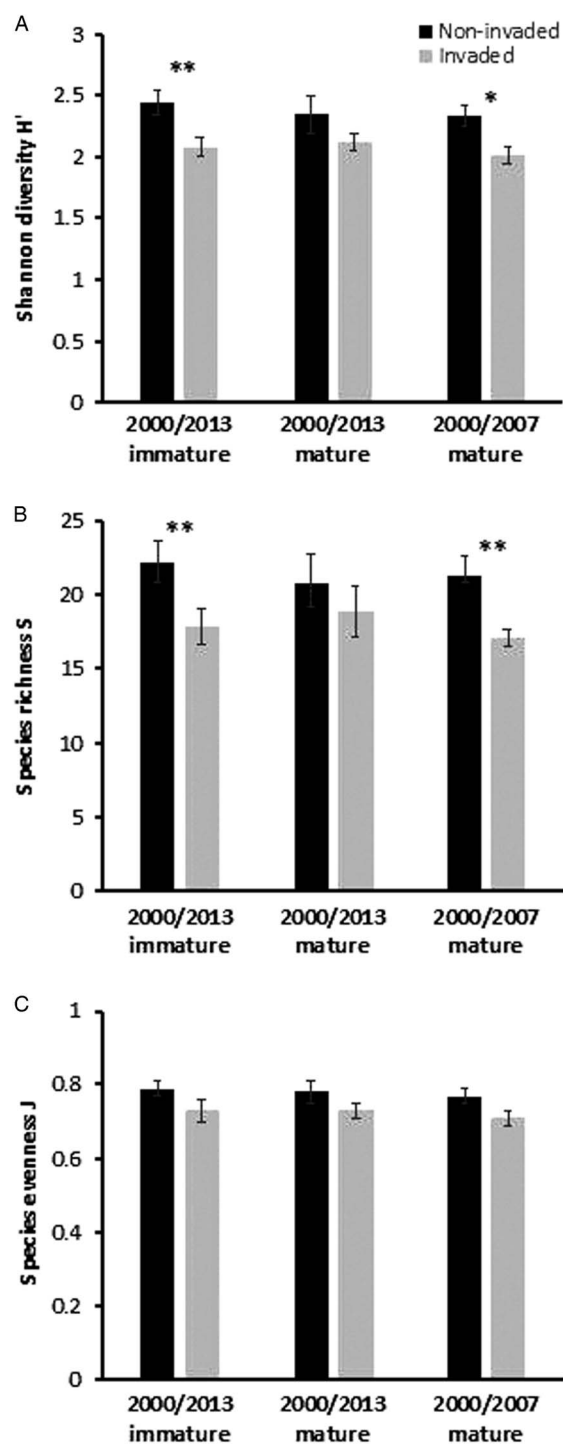 A
3
Non-invaded
Invaded
**
*
2.5
2
1.5
1
0.5
0
Shannon diversity H'
2000/2013 2000/2013 2000/2007
immature mature mature
B
25
**
**
20
15
10
5
0
Species richness S
2000/2013 2000/2013 2000/2007
immature mature mature
C
1
0.8
0.6
0.4
0.2
0
Species evenness J
2000/2013 2000/2013 2000/2007
immature mature mature